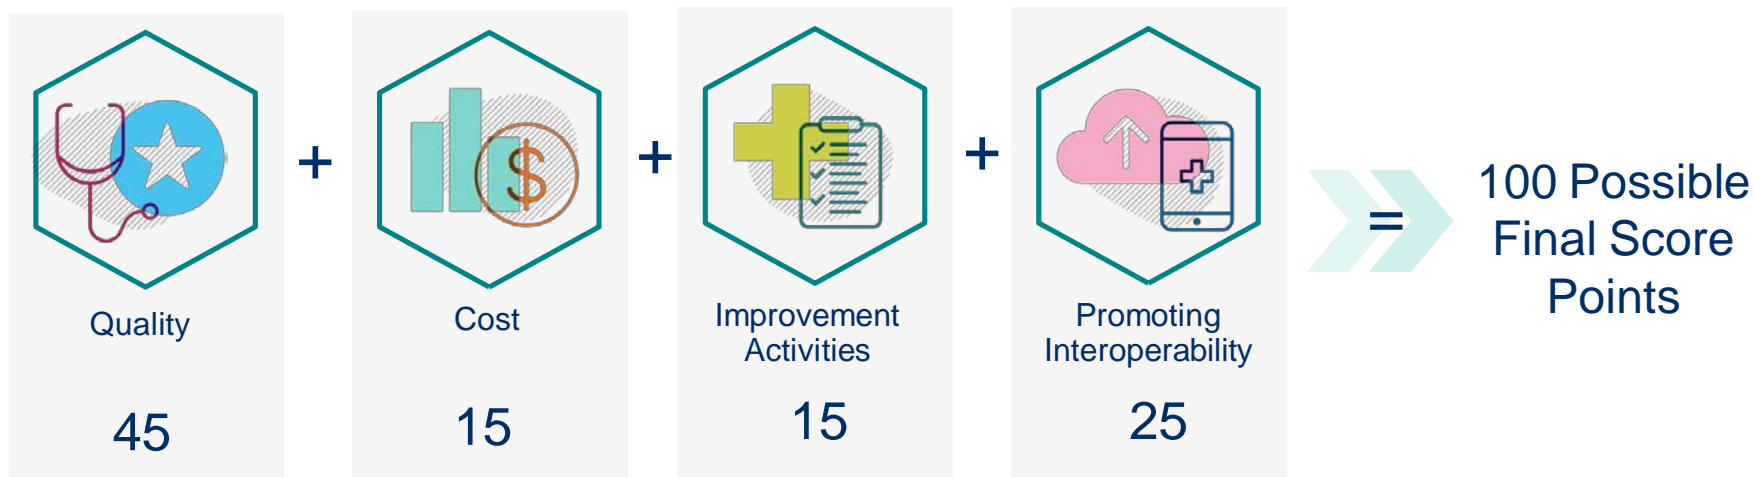 Quality
45
+
Cost
15
+
Improvement
Activities
15
+
Promoting
Interoperability
25
=
100 Possible
Final Score
Points